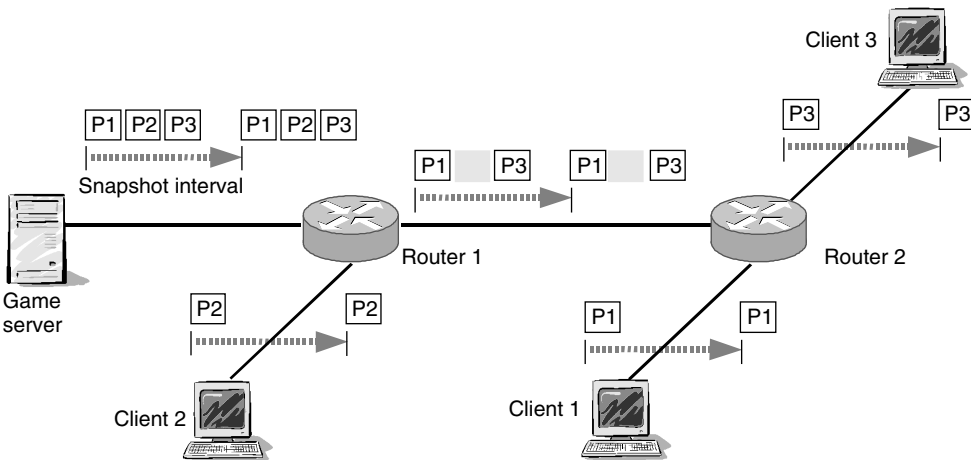 Client 3
P1 P2 P3 P1 P2 P3
Snapshot interval
P3 P3
P1 P3 P1 P3
Router 1
Router 2
Game
server
P2 P2
P1 P1
Client 2
Client 1